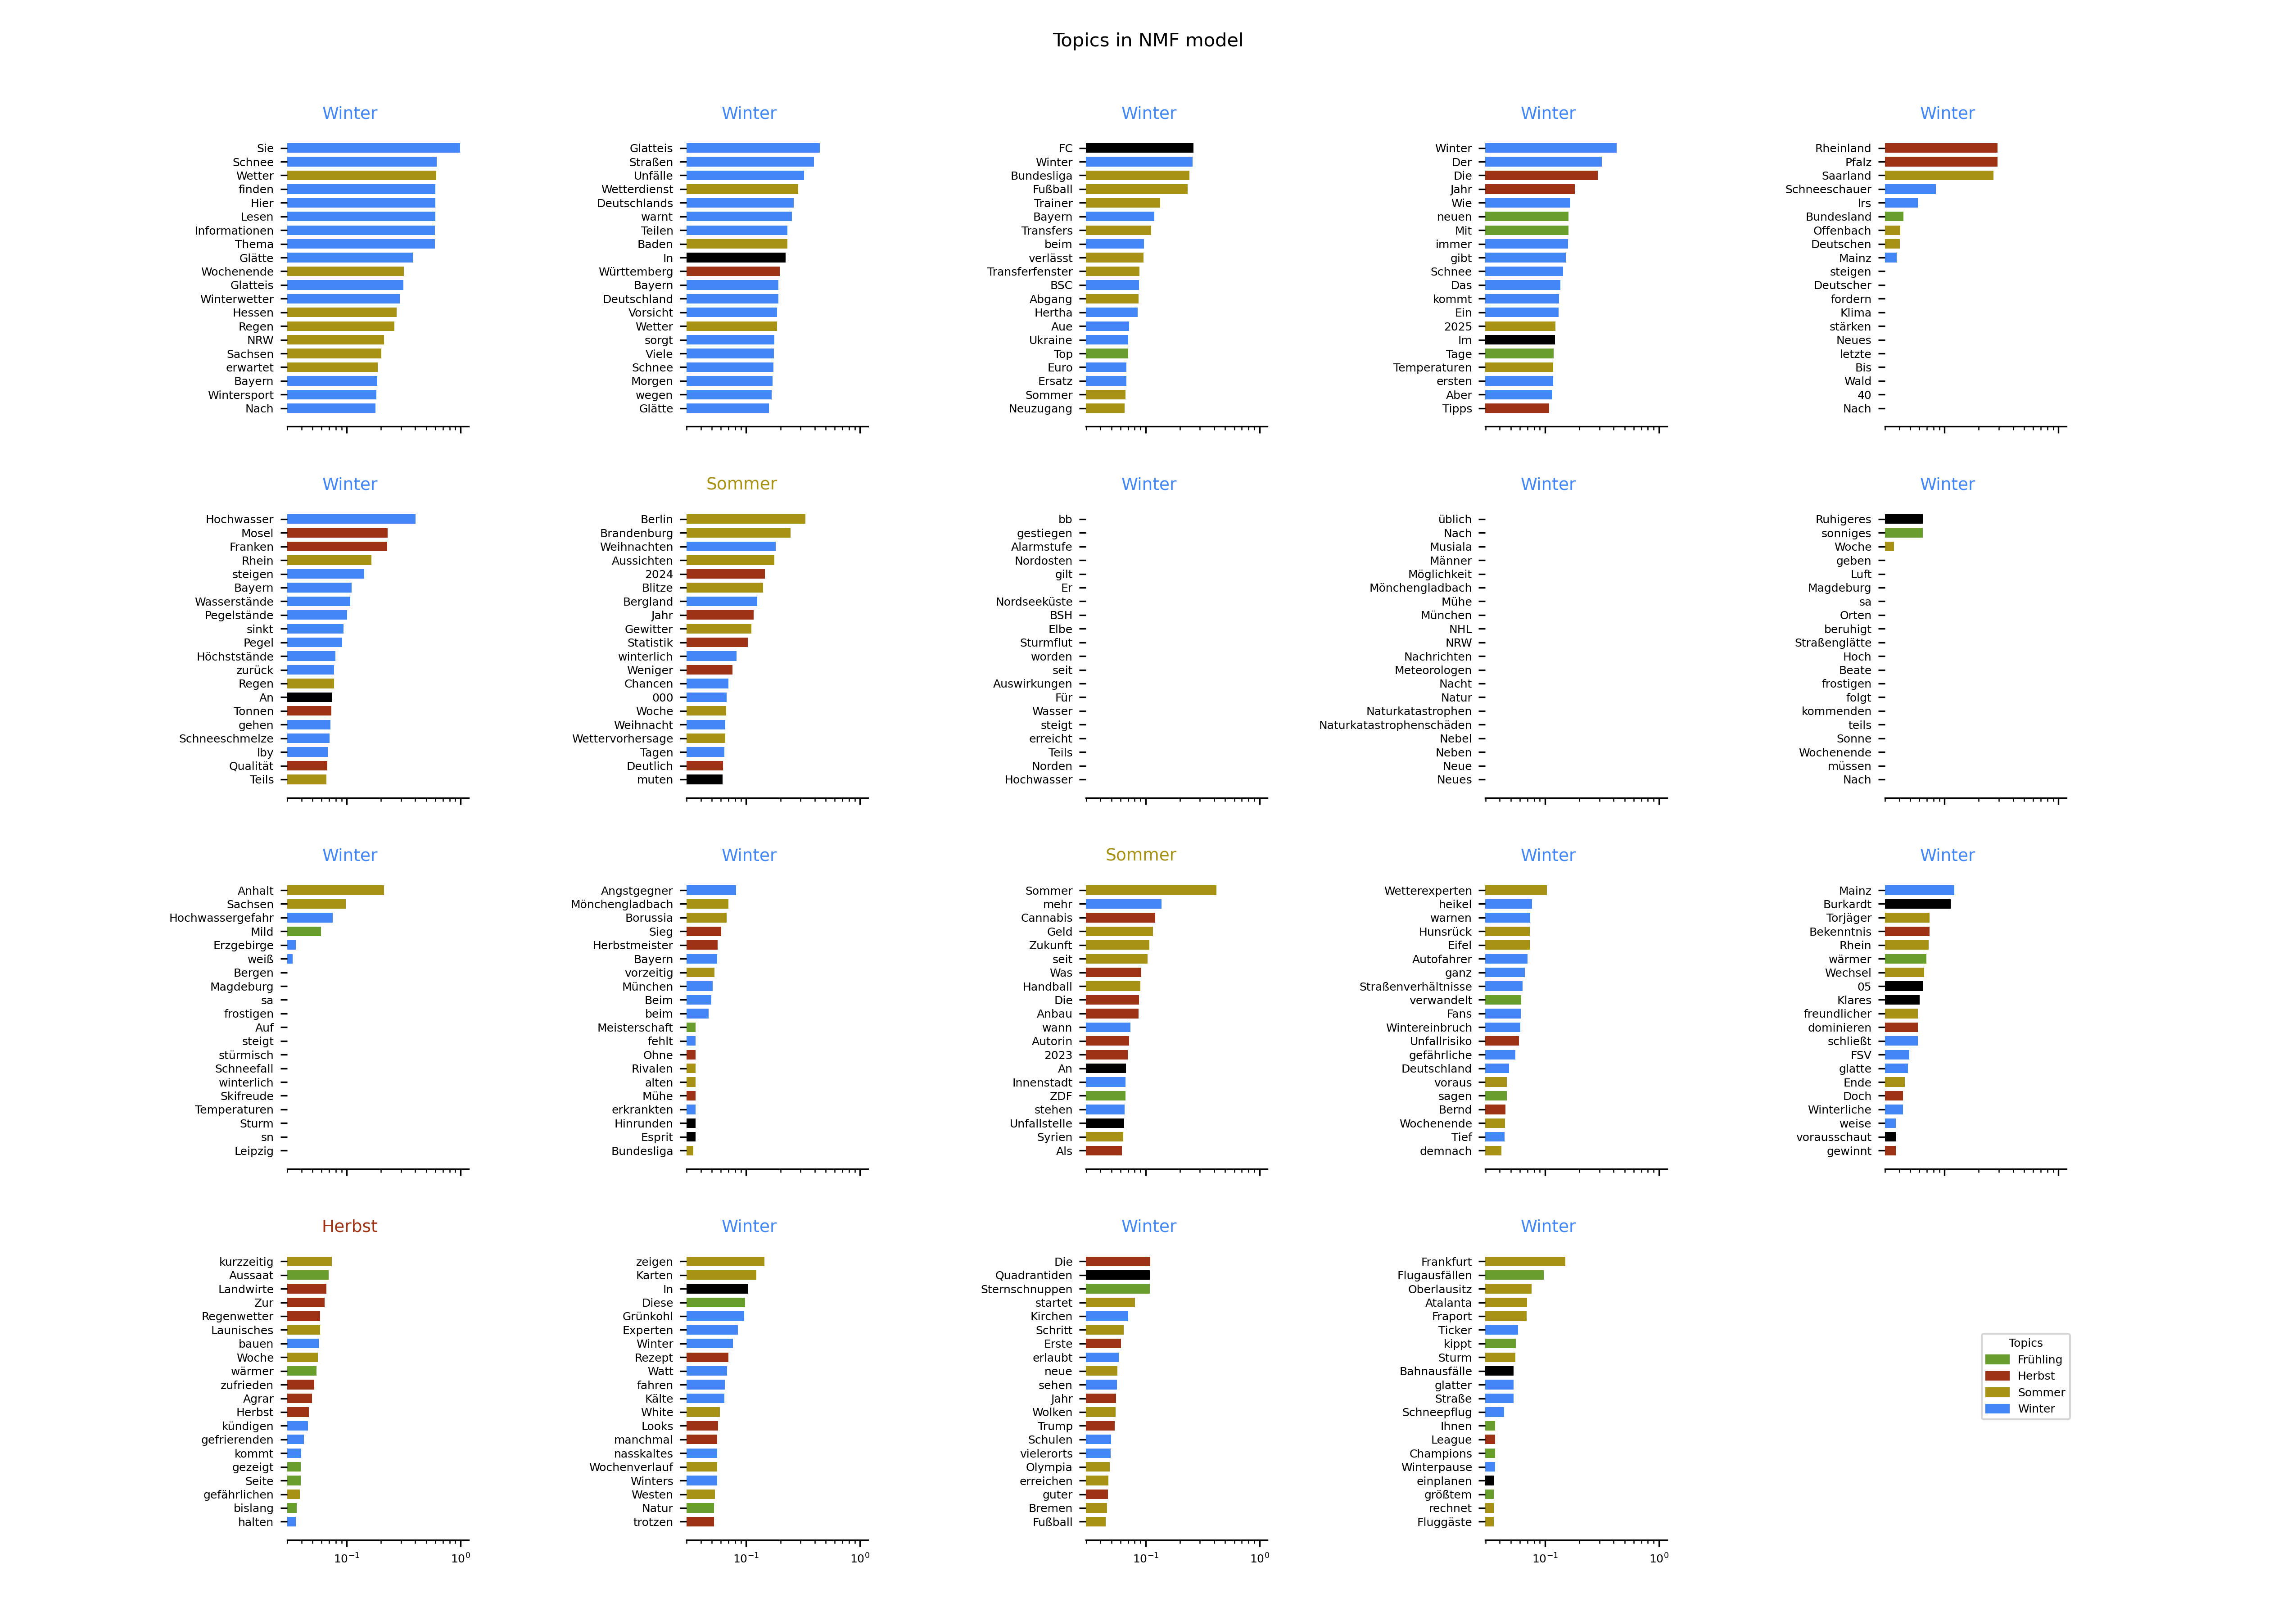 Topics in NMF model
Winter
Sie
Schnee
Wetter
finden
Hier
Lesen
Informationen
Thema
Glätte
Wochenende
Glatteis
Winterwetter
Hessen
Regen
NRW
Sachsen
erwartet
Bayern
Wintersport
Nach
Winter
Glatteis
Straßen
Unfälle
Wetterdienst
Deutschlands
warnt
Teilen
Baden
In
Württemberg
Bayern
Deutschland
Vorsicht
Wetter
sorgt
Viele
Schnee
Morgen
wegen
Glätte
Winter
FC
Winter
Bundesliga
Fußball
Trainer
Bayern
Transfers
beim
verlässt
Transferfenster
BSC
Abgang
Hertha
Aue
Ukraine
Top
Euro
Ersatz
Sommer
Neuzugang
Winter
Winter
Der
Die
Jahr
Wie
neuen
Mit
immer
gibt
Schnee
Das
kommt
Ein
2025
Im
Tage
Temperaturen
ersten
Aber
Tipps
Winter
Rheinland
Pfalz
Saarland
Schneeschauer
lrs
Bundesland
Offenbach
Deutschen
Mainz
steigen
Deutscher
fordern
Klima
stärken
Neues
letzte
Bis
Wald
40
Nach
Winter
Hochwasser
Mosel
Franken
Rhein
steigen
Bayern
Wasserstände
Pegelstände
sinkt
Pegel
Höchststände
zurück
Regen
An
Tonnen
gehen
Schneeschmelze
lby
Qualität
Teils
Sommer
Berlin
Brandenburg
Weihnachten
Aussichten
2024
Blitze
Bergland
Jahr
Gewitter
Statistik
winterlich
Weniger
Chancen
000
Woche
Weihnacht
Wettervorhersage
Tagen
Deutlich
muten
Winter
bb
gestiegen
Alarmstufe
Nordosten
gilt
Er
Nordseeküste
BSH
Elbe
Sturmflut
worden
seit
Auswirkungen
Für
Wasser
steigt
erreicht
Teils
Norden
Hochwasser
Winter
üblich
Nach
Musiala
Männer
Möglichkeit
Mönchengladbach
Mühe
München
NHL
NRW
Nachrichten
Meteorologen
Nacht
Natur
Naturkatastrophen
Naturkatastrophenschäden
Nebel
Neben
Neue
Neues
Winter
Ruhigeres
sonniges
Woche
geben
Luft
Magdeburg
sa
Orten
beruhigt
Straßenglätte
Hoch
Beate
frostigen
folgt
kommenden
teils
Sonne
Wochenende
müssen
Nach
Winter
Anhalt
Sachsen
Hochwassergefahr
Mild
Erzgebirge
weiß
Bergen
Magdeburg
sa
frostigen
Auf
steigt
stürmisch
Schneefall
winterlich
Skifreude
Temperaturen
Sturm
sn
Leipzig
Winter
Angstgegner
Mönchengladbach
Borussia
Sieg
Herbstmeister
Bayern
vorzeitig
München
Beim
beim
Meisterschaft
fehlt
Ohne
Rivalen
alten
Mühe
erkrankten
Hinrunden
Esprit
Bundesliga
Sommer
Sommer
mehr
Cannabis
Geld
Zukunft
seit
Was
Handball
Die
Anbau
wann
Autorin
2023
An
Innenstadt
ZDF
stehen
Unfallstelle
Syrien
Als
Winter
Wetterexperten
heikel
warnen
Hunsrück
Eifel
Autofahrer
ganz
Straßenverhältnisse
verwandelt
Fans
Wintereinbruch
Unfallrisiko
gefährliche
Deutschland
voraus
sagen
Bernd
Wochenende
Tief
demnach
Winter
Mainz
Burkardt
Torjäger
Bekenntnis
Rhein
wärmer
Wechsel
05
Klares
freundlicher
dominieren
schließt
FSV
glatte
Ende
Doch
Winterliche
weise
vorausschaut
gewinnt
Herbst
kurzzeitig
Aussaat
Landwirte
Zur
Regenwetter
Launisches
bauen
Woche
wärmer
zufrieden
Agrar
Herbst
kündigen
gefrierenden
kommt
gezeigt
Seite
gefährlichen
bislang
halten
10⁻¹ 10⁰
Winter
zeigen
Karten
In
Diese
Grünkohl
Experten
Winter
Rezept
Watt
fahren
Kälte
White
Looks
manchmal
nasskaltes
Wochenverlauf
Winters
Westen
Natur
trotzen
10⁻¹ 10⁰
Winter
Die
Quadrantiden
Sternschnuppen
startet
Kirchen
Schritt
Erste
erlaubt
neue
sehen
Jahr
Wolken
Trump
Schulen
vielerorts
Olympia
erreichen
guter
Bremen
Fußball
10⁻¹ 10⁰
Winter
Frankfurt
Flugausfällen
Oberlausitz
Atalanta
Fraport
Ticker
kippt
Sturm
Bahnausfälle
glatter
Straße
Schneepflug
Ihnen
League
Champions
Winterpause
einplanen
größtem
rechnet
Fluggäste
10⁻¹ 10⁰
Topics
Frühling
Herbst
Sommer
Winter